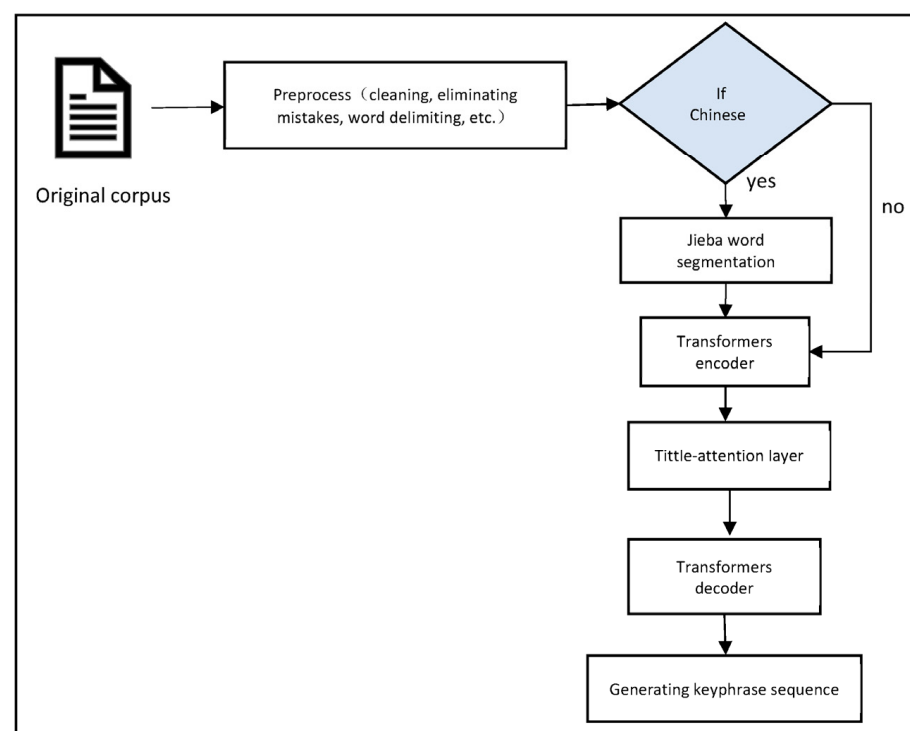 Original corpus
Preprocess（cleaning, eliminating
mistakes, word delimiting, etc.）
If
Chinese
yes
no
Jieba word
segmentation
Transformers
encoder
Tittle-attention layer
Transformers
decoder
Generating keyphrase sequence